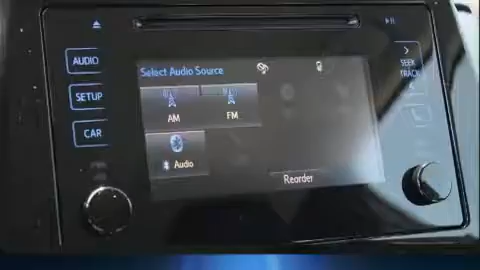 AUDIO
SETUP
CAR
Select Audio Source
AM
FM
Audio
Reorder
SEEK
TRACK